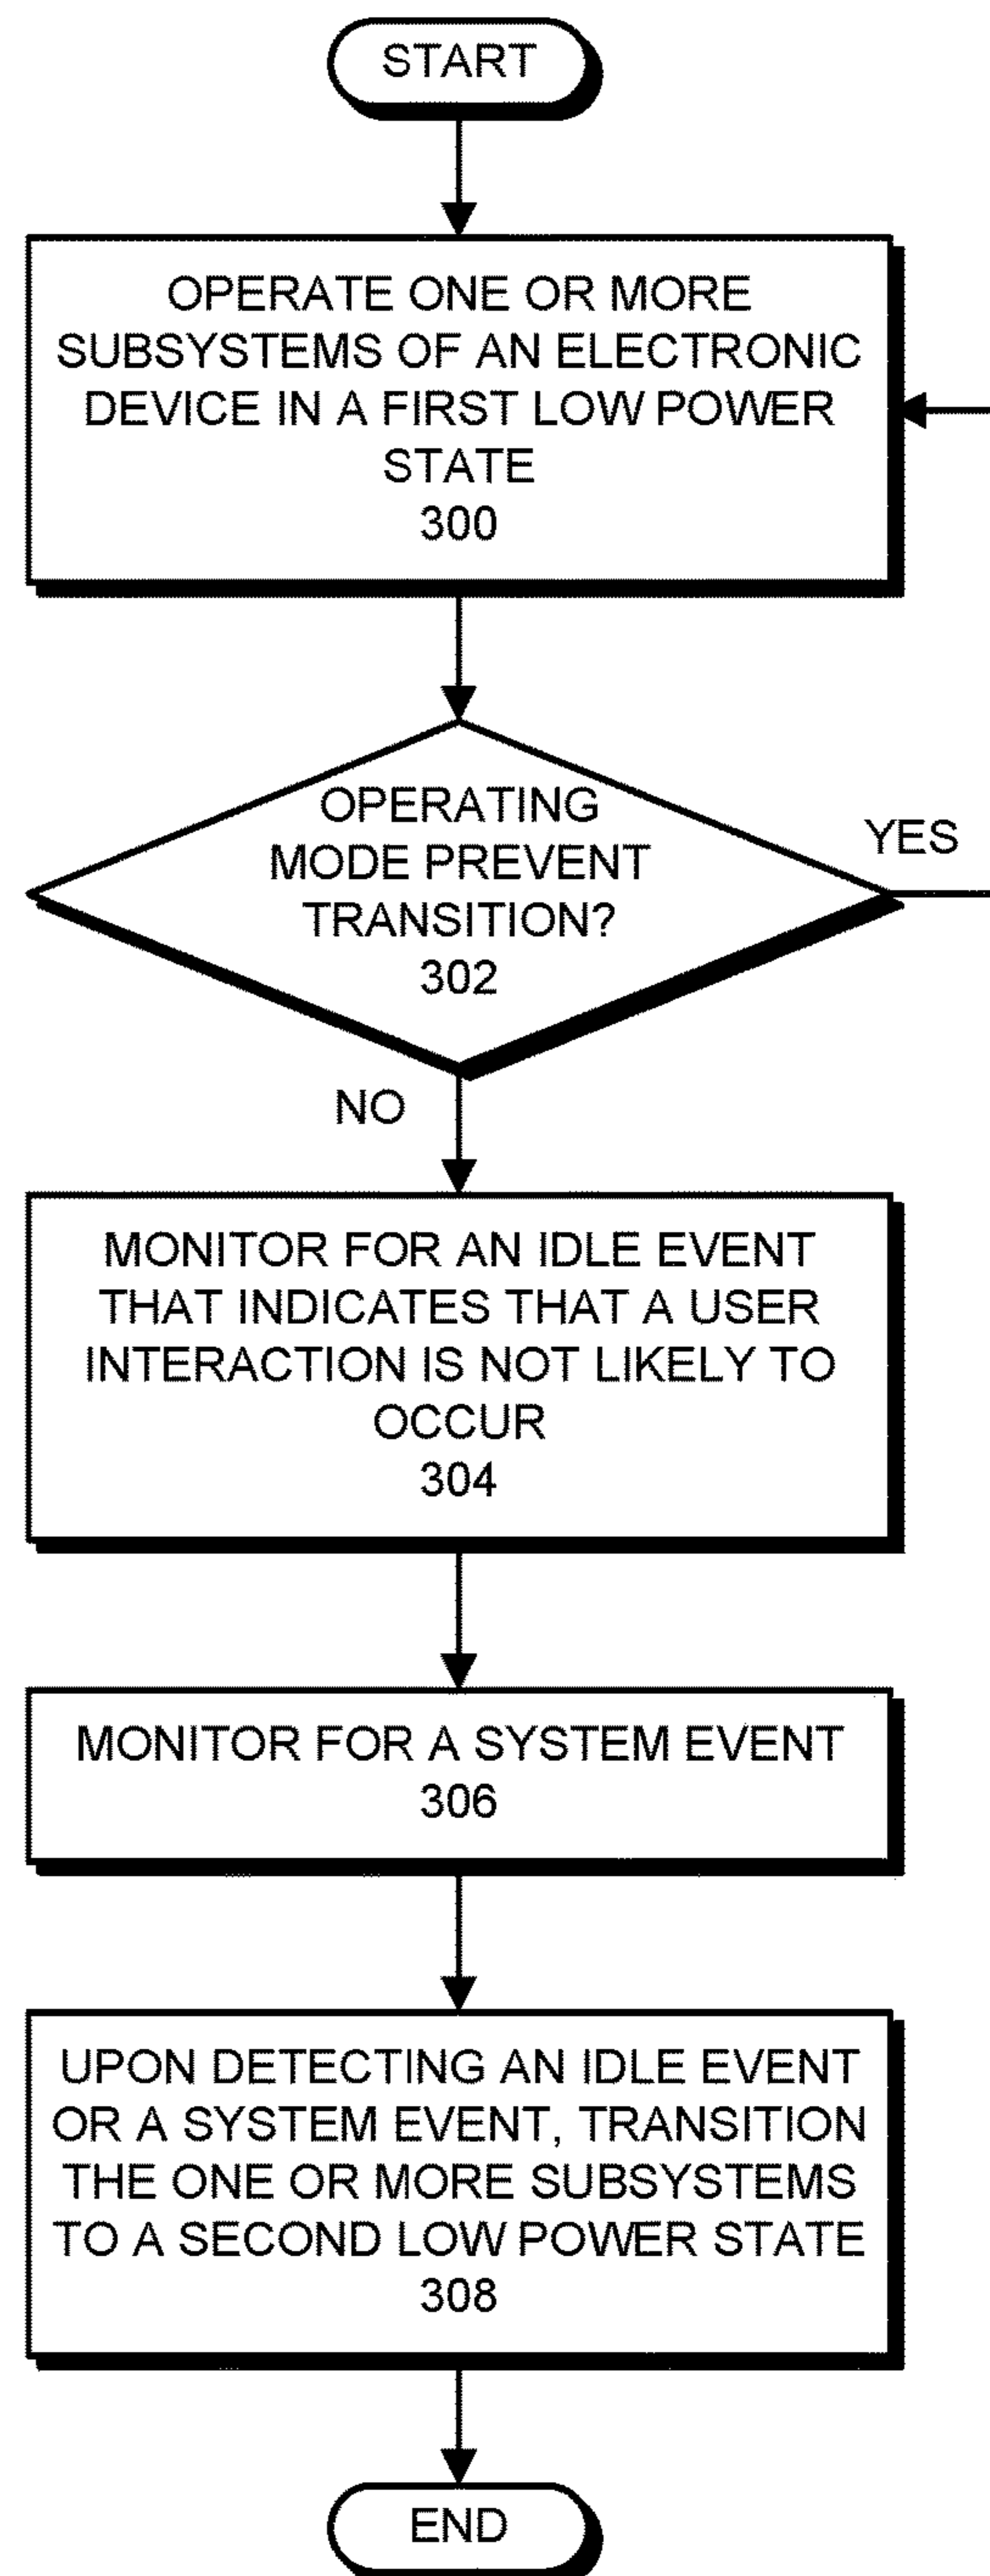 START
OPERATE ONE OR MORE
SUBSYSTEMS OF AN ELECTRONIC
DEVICE IN A FIRST LOW POWER
STATE
300
OPERATING
MODE PREVENT
TRANSITION?
302
YES
NO
MONITOR FOR AN IDLE EVENT
THAT INDICATES THAT A USER
INTERACTION IS NOT LIKELY TO
OCCUR
304
MONITOR FOR A SYSTEM EVENT
306
UPON DETECTING AN IDLE EVENT
OR A SYSTEM EVENT, TRANSITION
THE ONE OR MORE SUBSYSTEMS
TO A SECOND LOW POWER STATE
308
END